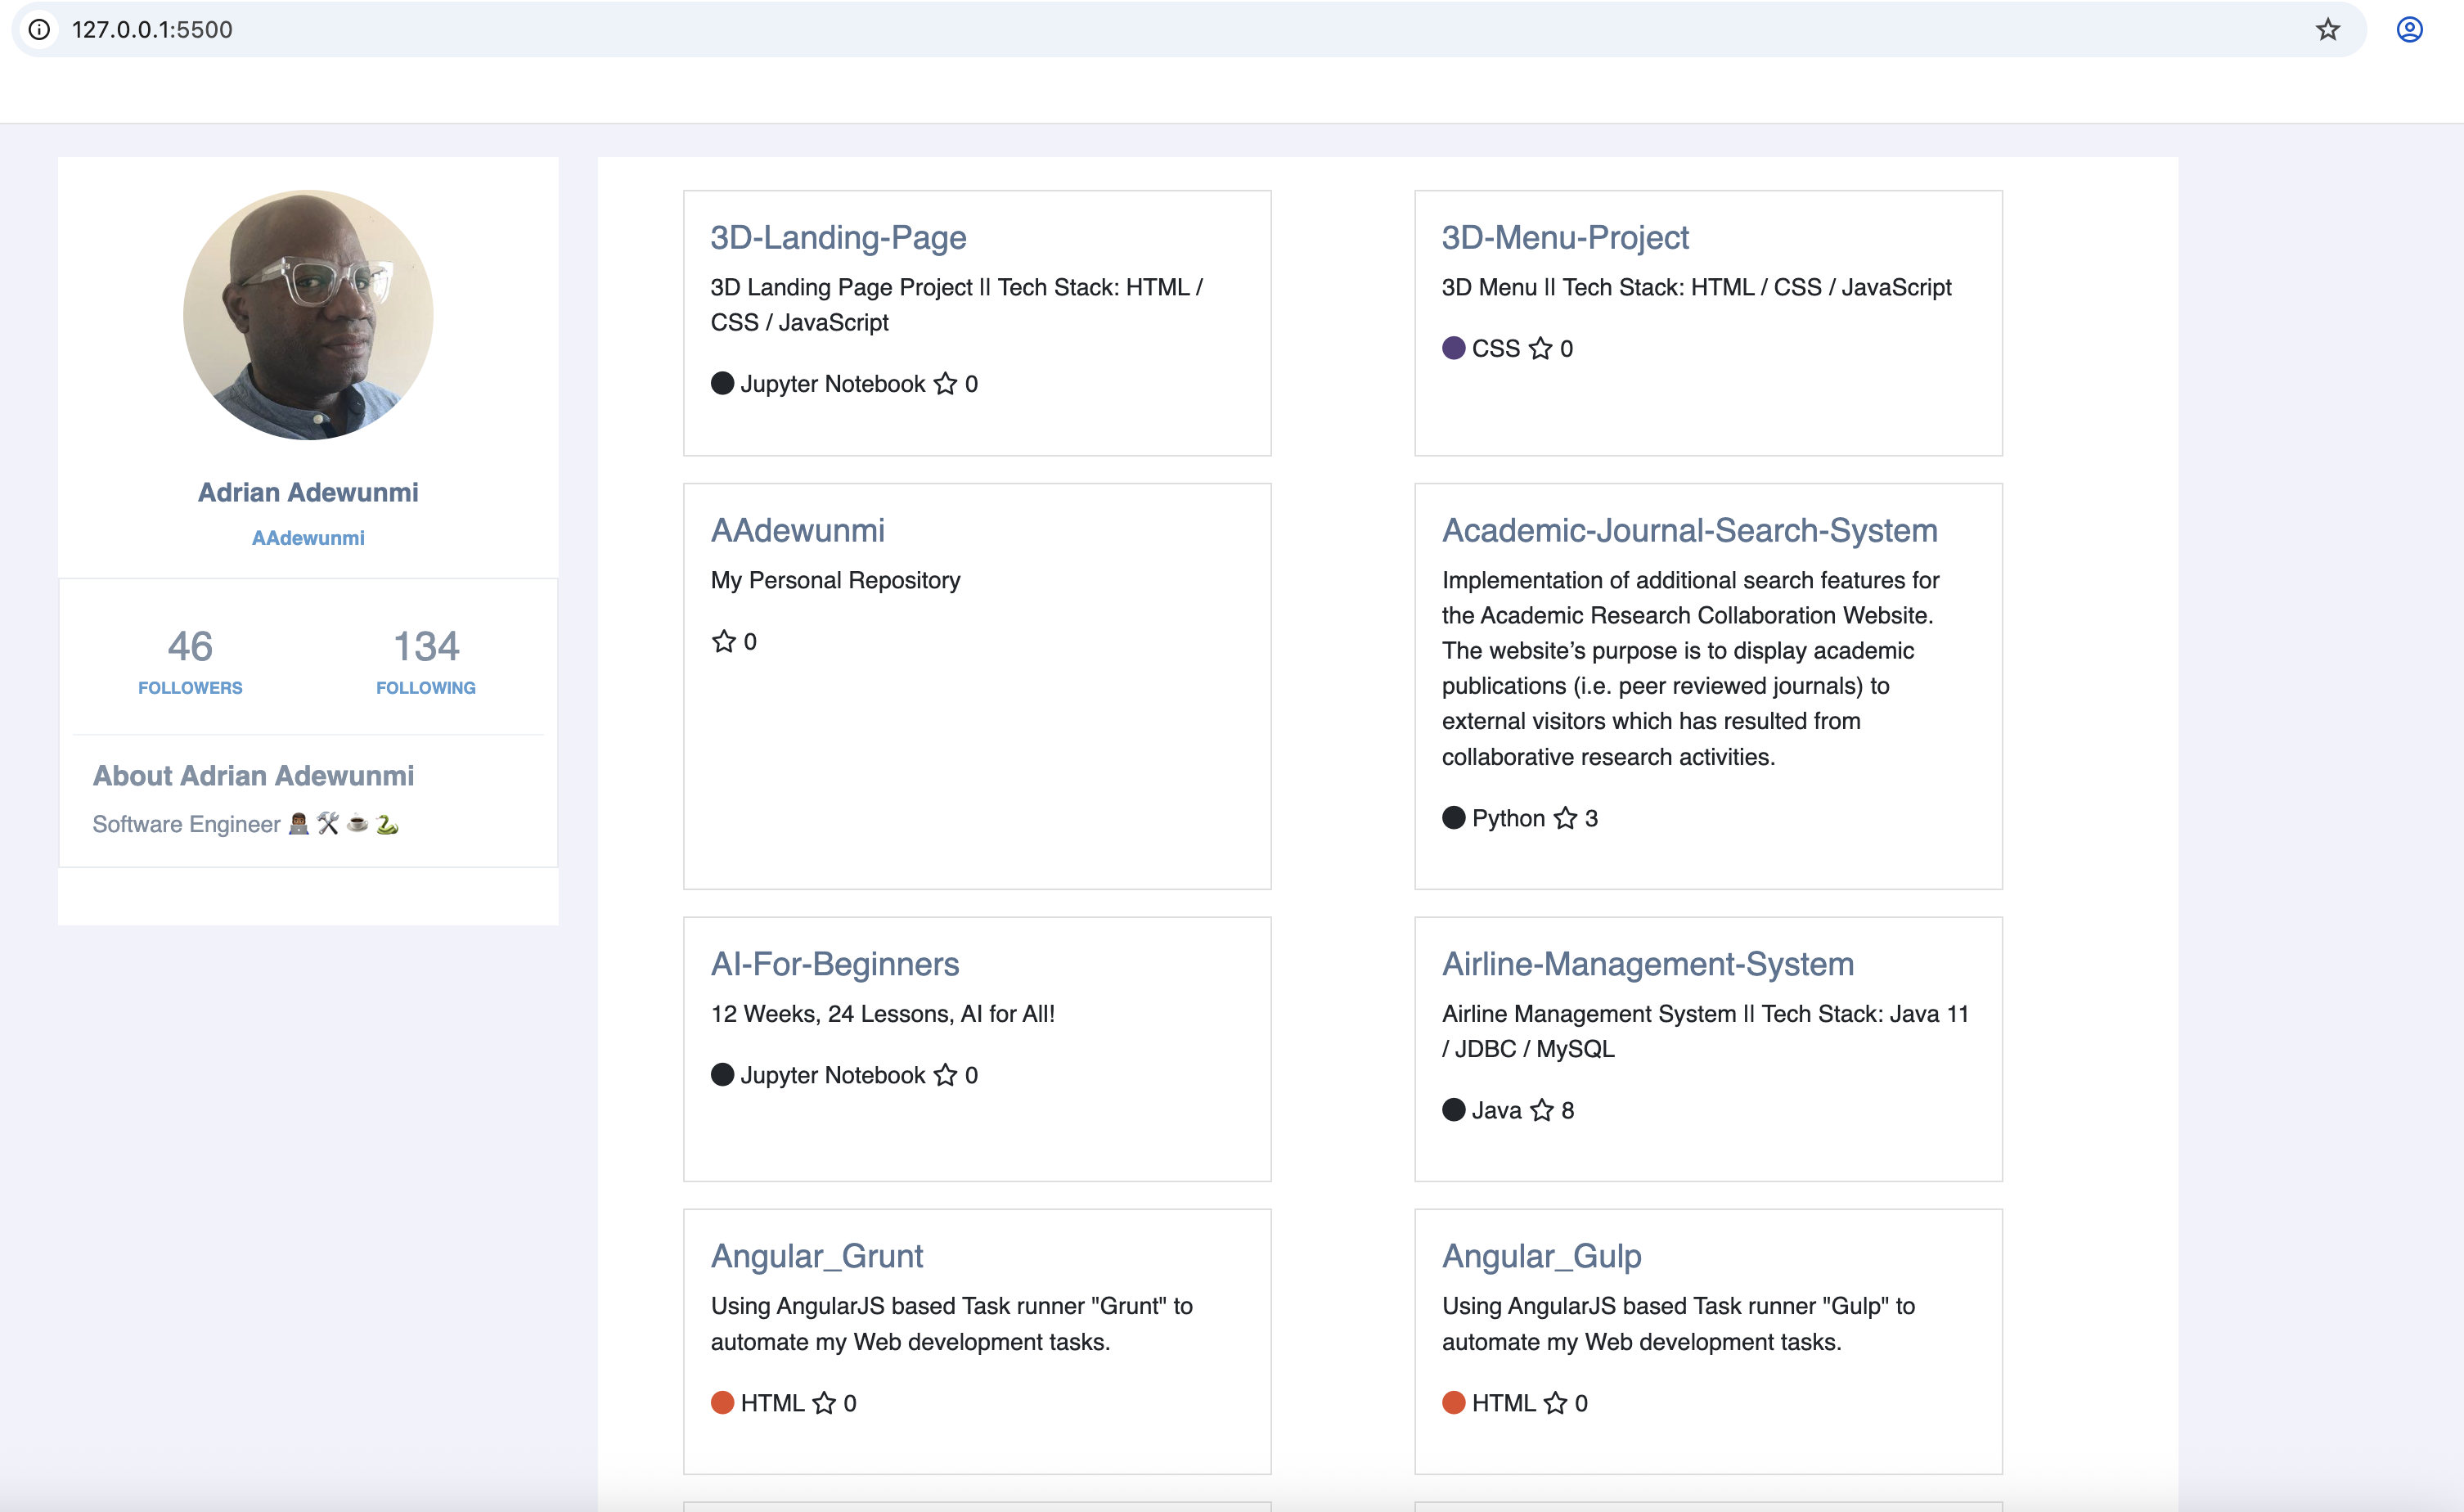 127.0.0.1:5500
Adrian Adewunmi
AAdewunmi
46
FOLLOWERS
134
FOLLOWING
About Adrian Adewunmi
Software Engineer 👨🏾‍💻 🛠 ☕ 🐍
3D-Landing-Page
3D Landing Page Project || Tech Stack: HTML /
CSS / JavaScript
Jupyter Notebook ☆ 0
3D-Menu-Project
3D Menu || Tech Stack: HTML / CSS / JavaScript
CSS ☆ 0
AAdewunmi
My Personal Repository
☆ 0
Academic-Journal-Search-System
Implementation of additional search features for
the Academic Research Collaboration Website.
The website’s purpose is to display academic
publications (i.e. peer reviewed journals) to
external visitors which has resulted from
collaborative research activities.
Python ☆ 3
AI-For-Beginners
12 Weeks, 24 Lessons, AI for All!
Jupyter Notebook ☆ 0
Airline-Management-System
Airline Management System || Tech Stack: Java 11
/ JDBC / MySQL
Java ☆ 8
Angular_Grunt
Using AngularJS based Task runner "Grunt" to
automate my Web development tasks.
HTML ☆ 0
Angular_Gulp
Using AngularJS based Task runner "Gulp" to
automate my Web development tasks.
HTML ☆ 0